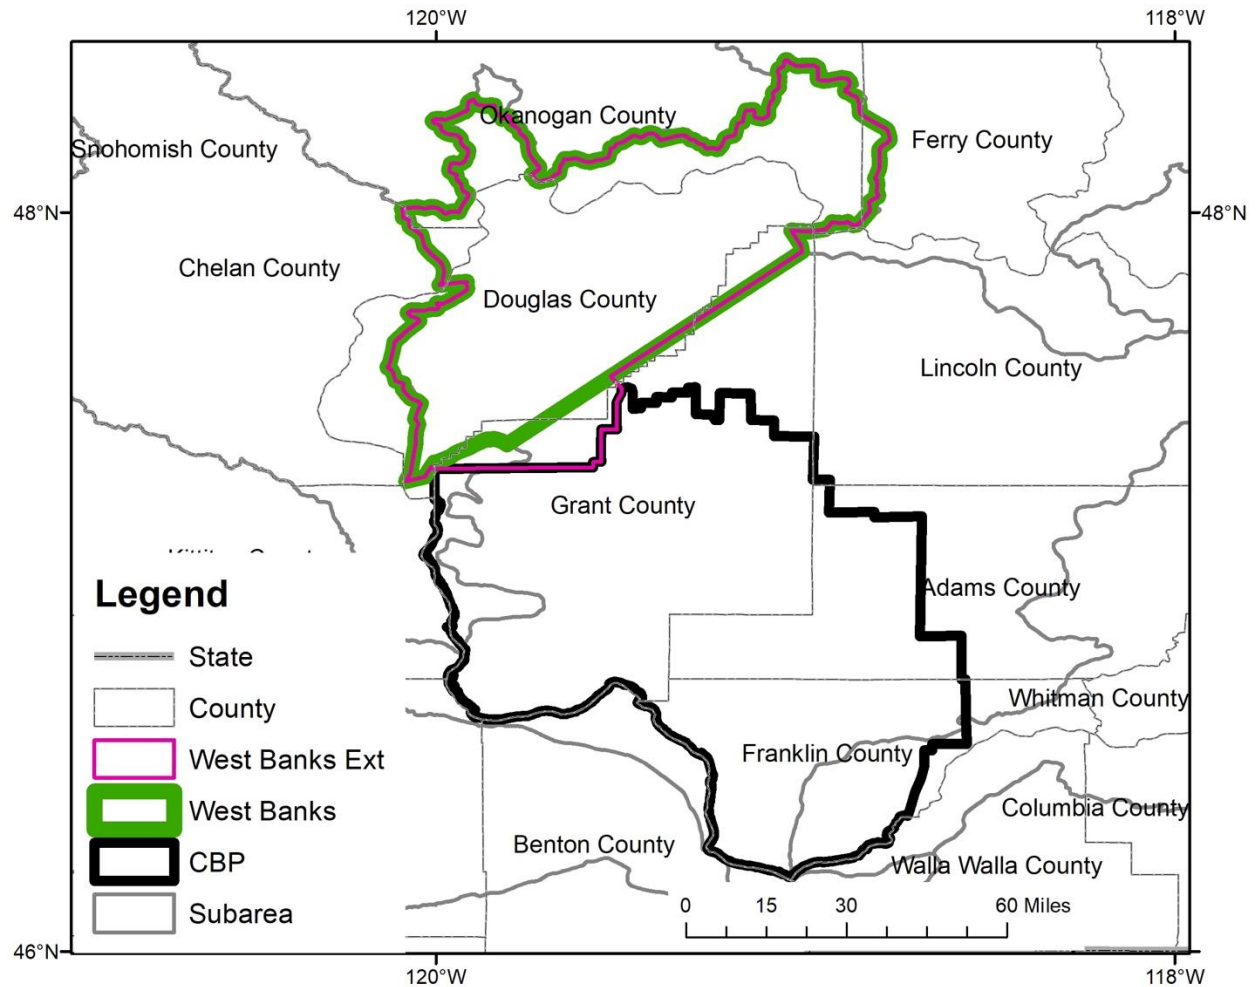 120°W 118°W
Okanogan County
Snohomish County Ferry County
48°N 48°N
Chelan County
Douglas County
Lincoln County
Grant County
Adams County
Legend
State
Whitman County
County
Franklin County
West Banks Ext
Columbia County
West Banks
Benton County
CBP
Walla Walla County
0 15 30 60 Miles
Subarea
46°N 46°N
120°W 118°W